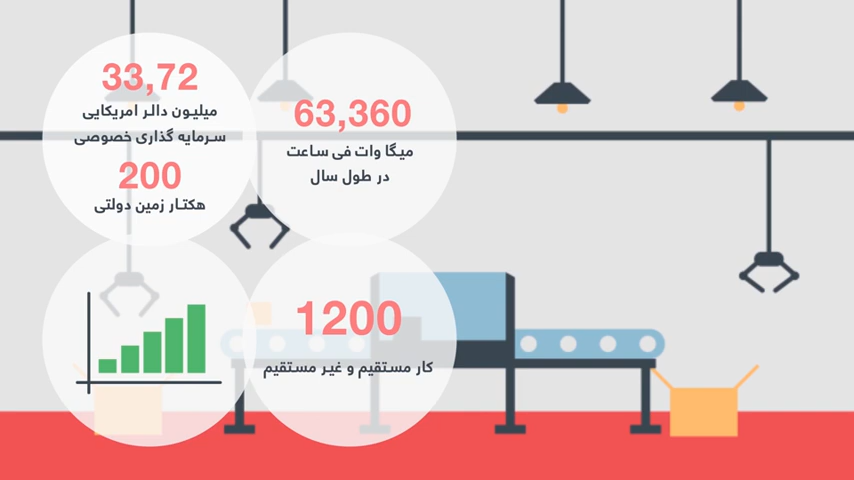 33,72
میلیون دالر امریکایی
سرمایه گذاری خصوصی
200
هکتار زمین دولتی
63,360
میگا وات فی ساعت
در طول سال
1200
کار مستقیم و غیر مستقیم